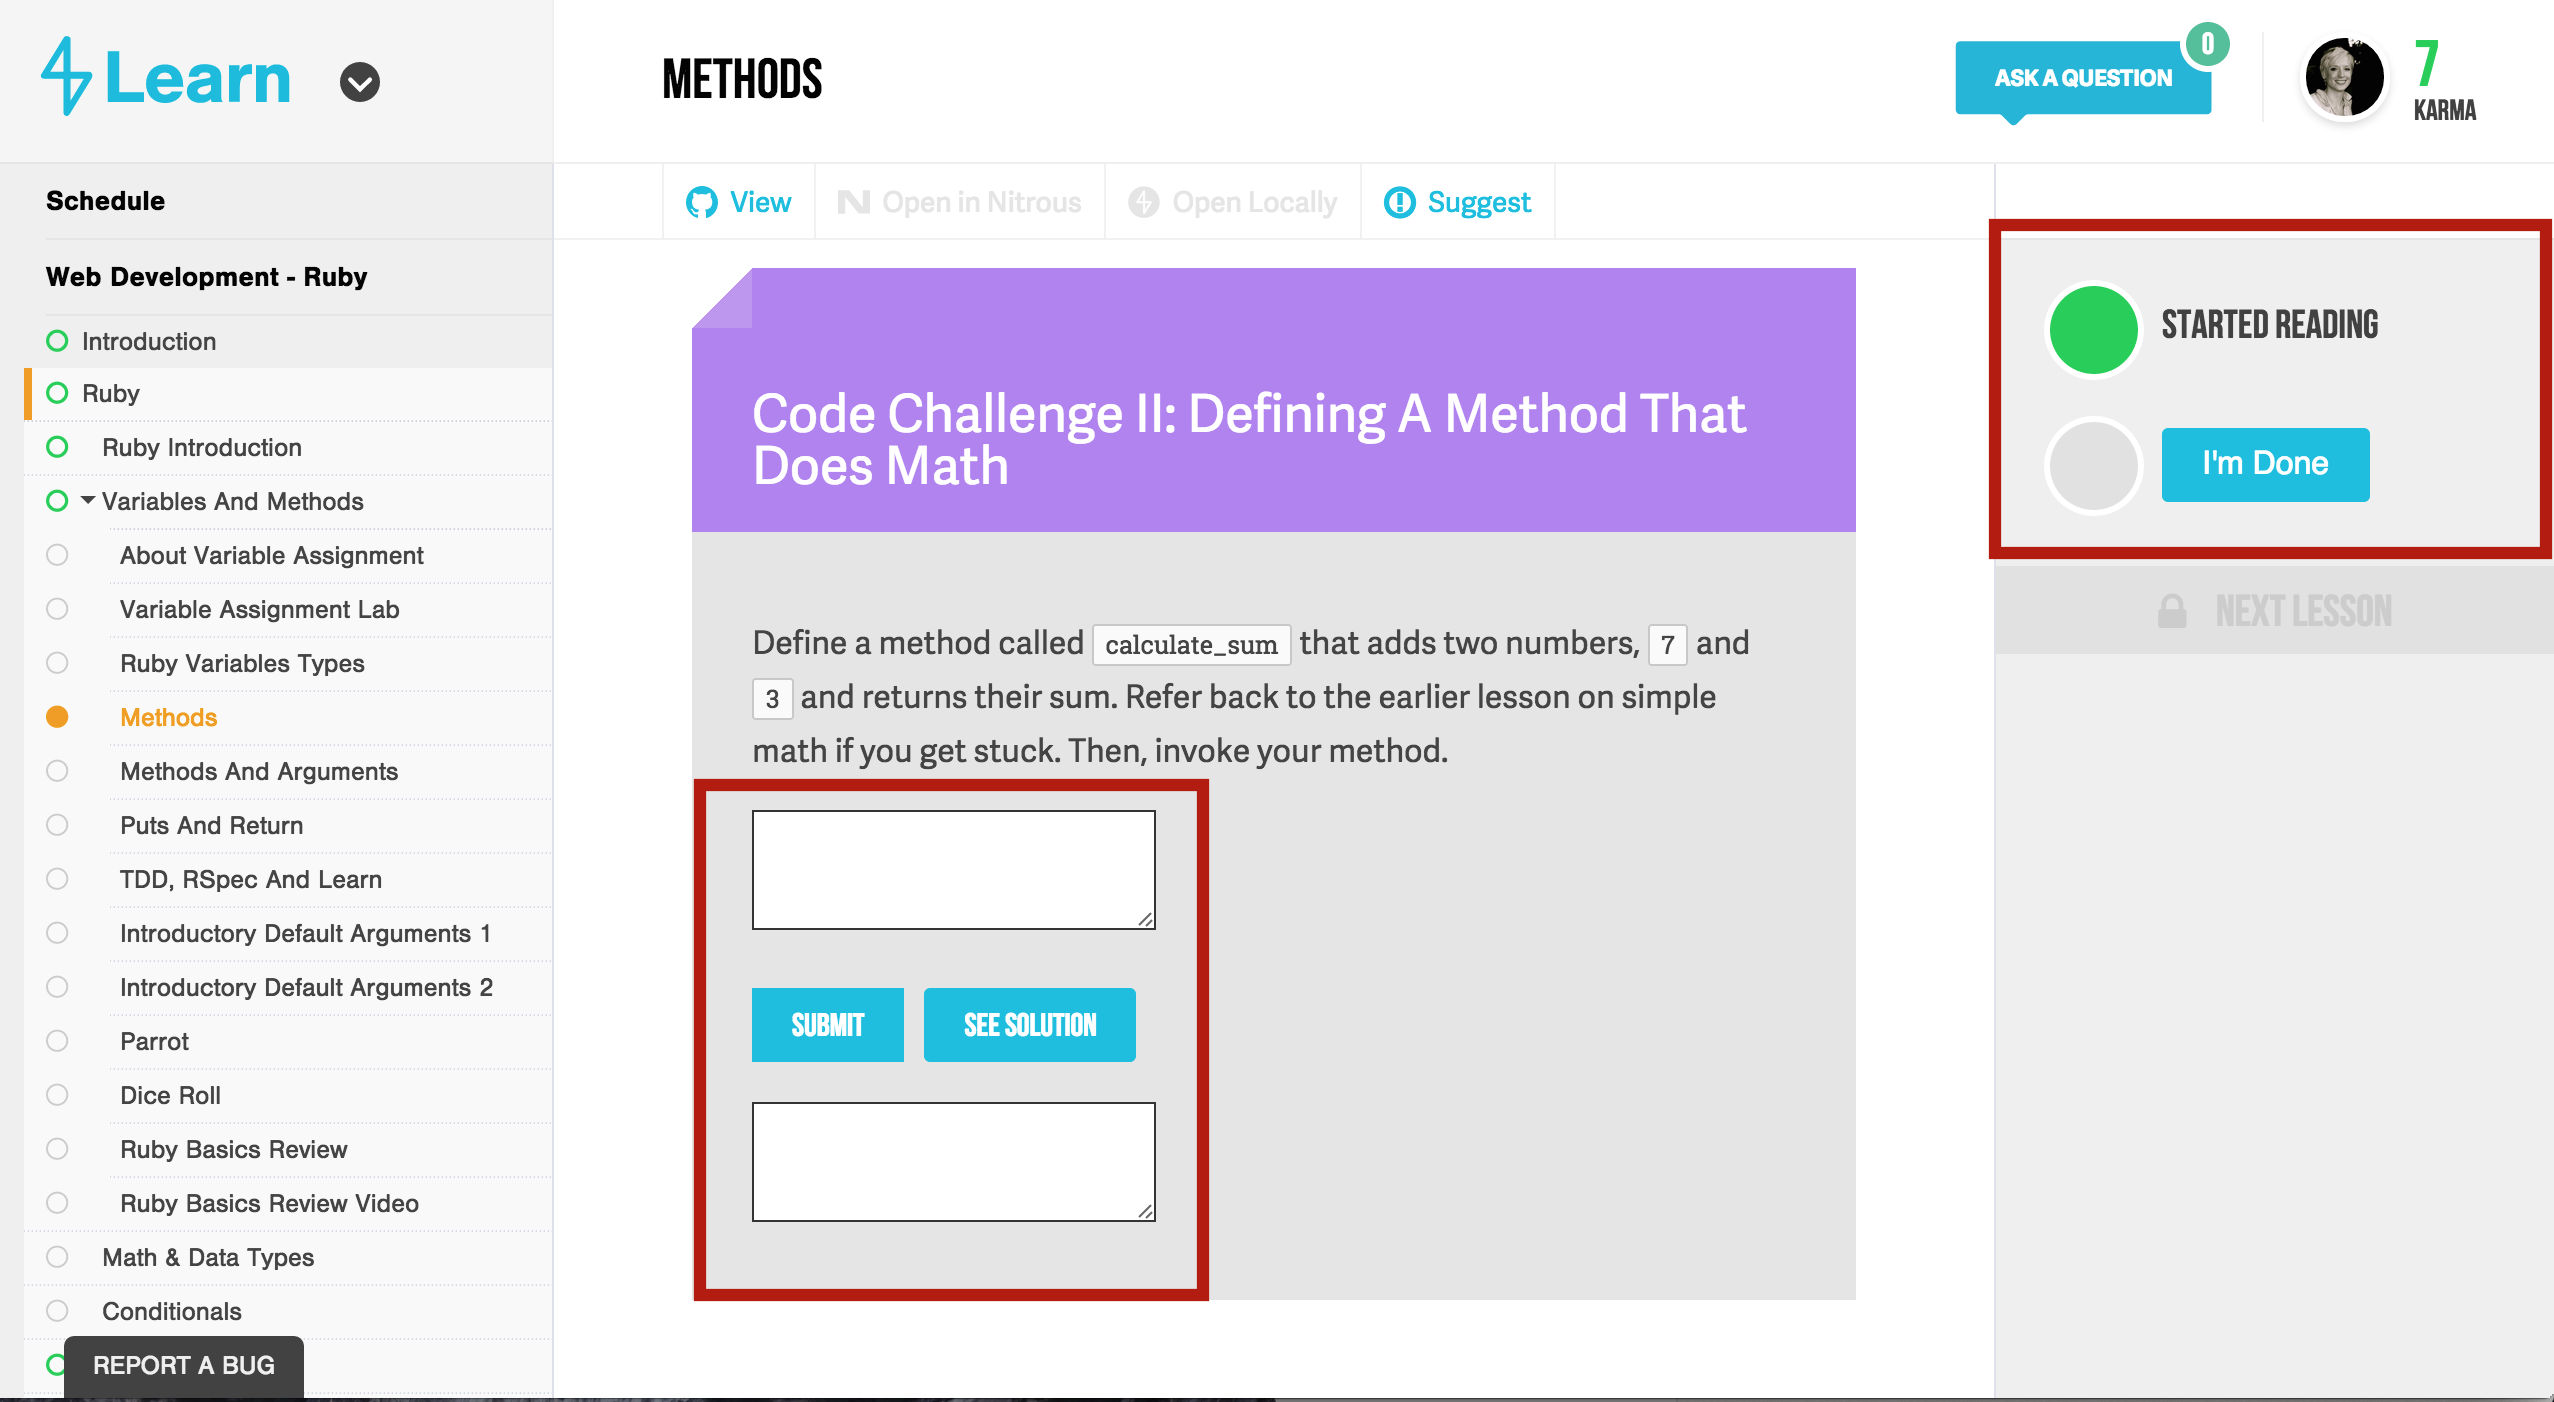 Learn
METHODS
ASK A QUESTION
0
7
KARMA
Schedule
Web Development - Ruby
Introduction
Ruby
Ruby Introduction
Variables And Methods
About Variable Assignment
Variable Assignment Lab
Ruby Variables Types
Methods
Methods And Arguments
Puts And Return
TDD, RSpec And Learn
Introductory Default Arguments 1
Introductory Default Arguments 2
Parrot
Dice Roll
Ruby Basics Review
Ruby Basics Review Video
Math & Data Types
Conditionals
REPORT A BUG
View
Open in Nitrous
Open Locally
Suggest
Code Challenge II: Defining A Method That
Does Math
Define a method called calculate_sum that adds two numbers, 7 and
3 and returns their sum. Refer back to the earlier lesson on simple
math if you get stuck. Then, invoke your method.
SUBMIT
SEE SOLUTION
STARTED READING
I'm Done
NEXT LESSON